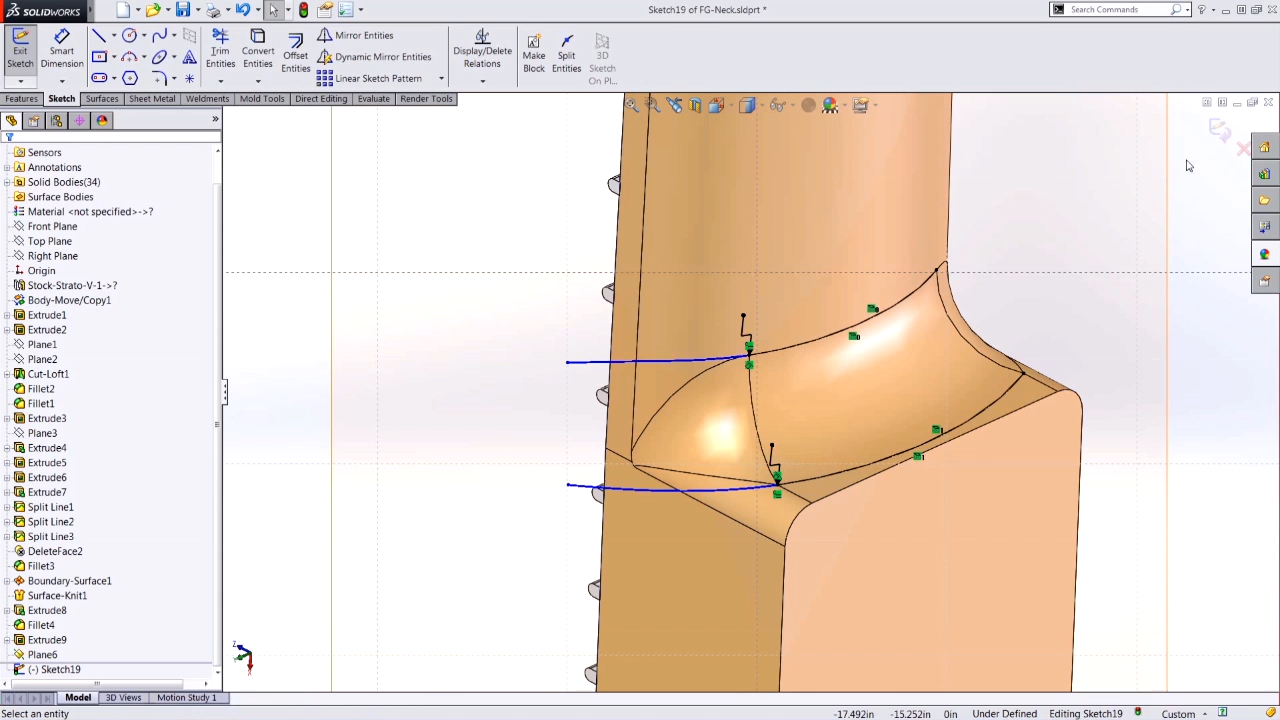 SOLIDWORKS
Sketch19 of FG-Neck.sldprt *
Search Commands
Exit Sketch
Smart Dimension
Trim Entities
Convert Entities
Offset Entities
Mirror Entities
Dynamic Mirror Entities
Linear Sketch Pattern
Display/Delete Relations
Make Block
Split Entities
3D Sketch On Pl...
Features Sketch Surfaces Sheet Metal Weldments Mold Tools Direct Editing Evaluate Render Tools
Sensors
Annotations
Solid Bodies(34)
Surface Bodies
Material <not specified>->?
Front Plane
Top Plane
Right Plane
Origin
Stock-Strato-V-1->?
Body-Move/Copy1
Extrude1
Extrude2
Plane1
Plane2
Cut-Loft1
Fillet2
Fillet1
Extrude3
Plane3
Extrude4
Extrude5
Extrude6
Extrude7
Split Line1
Split Line2
Split Line3
DeleteFace2
Fillet3
Boundary-Surface1
Surface-Knit1
Extrude8
Fillet4
Extrude9
Plane6
(-) Sketch19
Model 3D Views Motion Study 1
Select an entity
-17.492in -15.252in 0in Under Defined Editing Sketch19 Custom